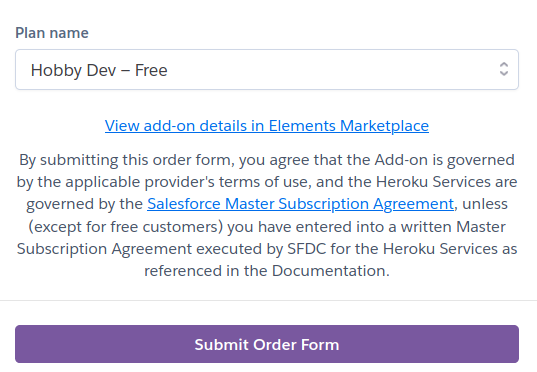 Plan name
Hobby Dev – Free
View add-on details in Elements Marketplace
By submitting this order form, you agree that the Add-on is governed
by the applicable provider's terms of use, and the Heroku Services are
governed by the Salesforce Master Subscription Agreement, unless
(except for free customers) you have entered into a written Master
Subscription Agreement executed by SFDC for the Heroku Services as
referenced in the Documentation.
Submit Order Form